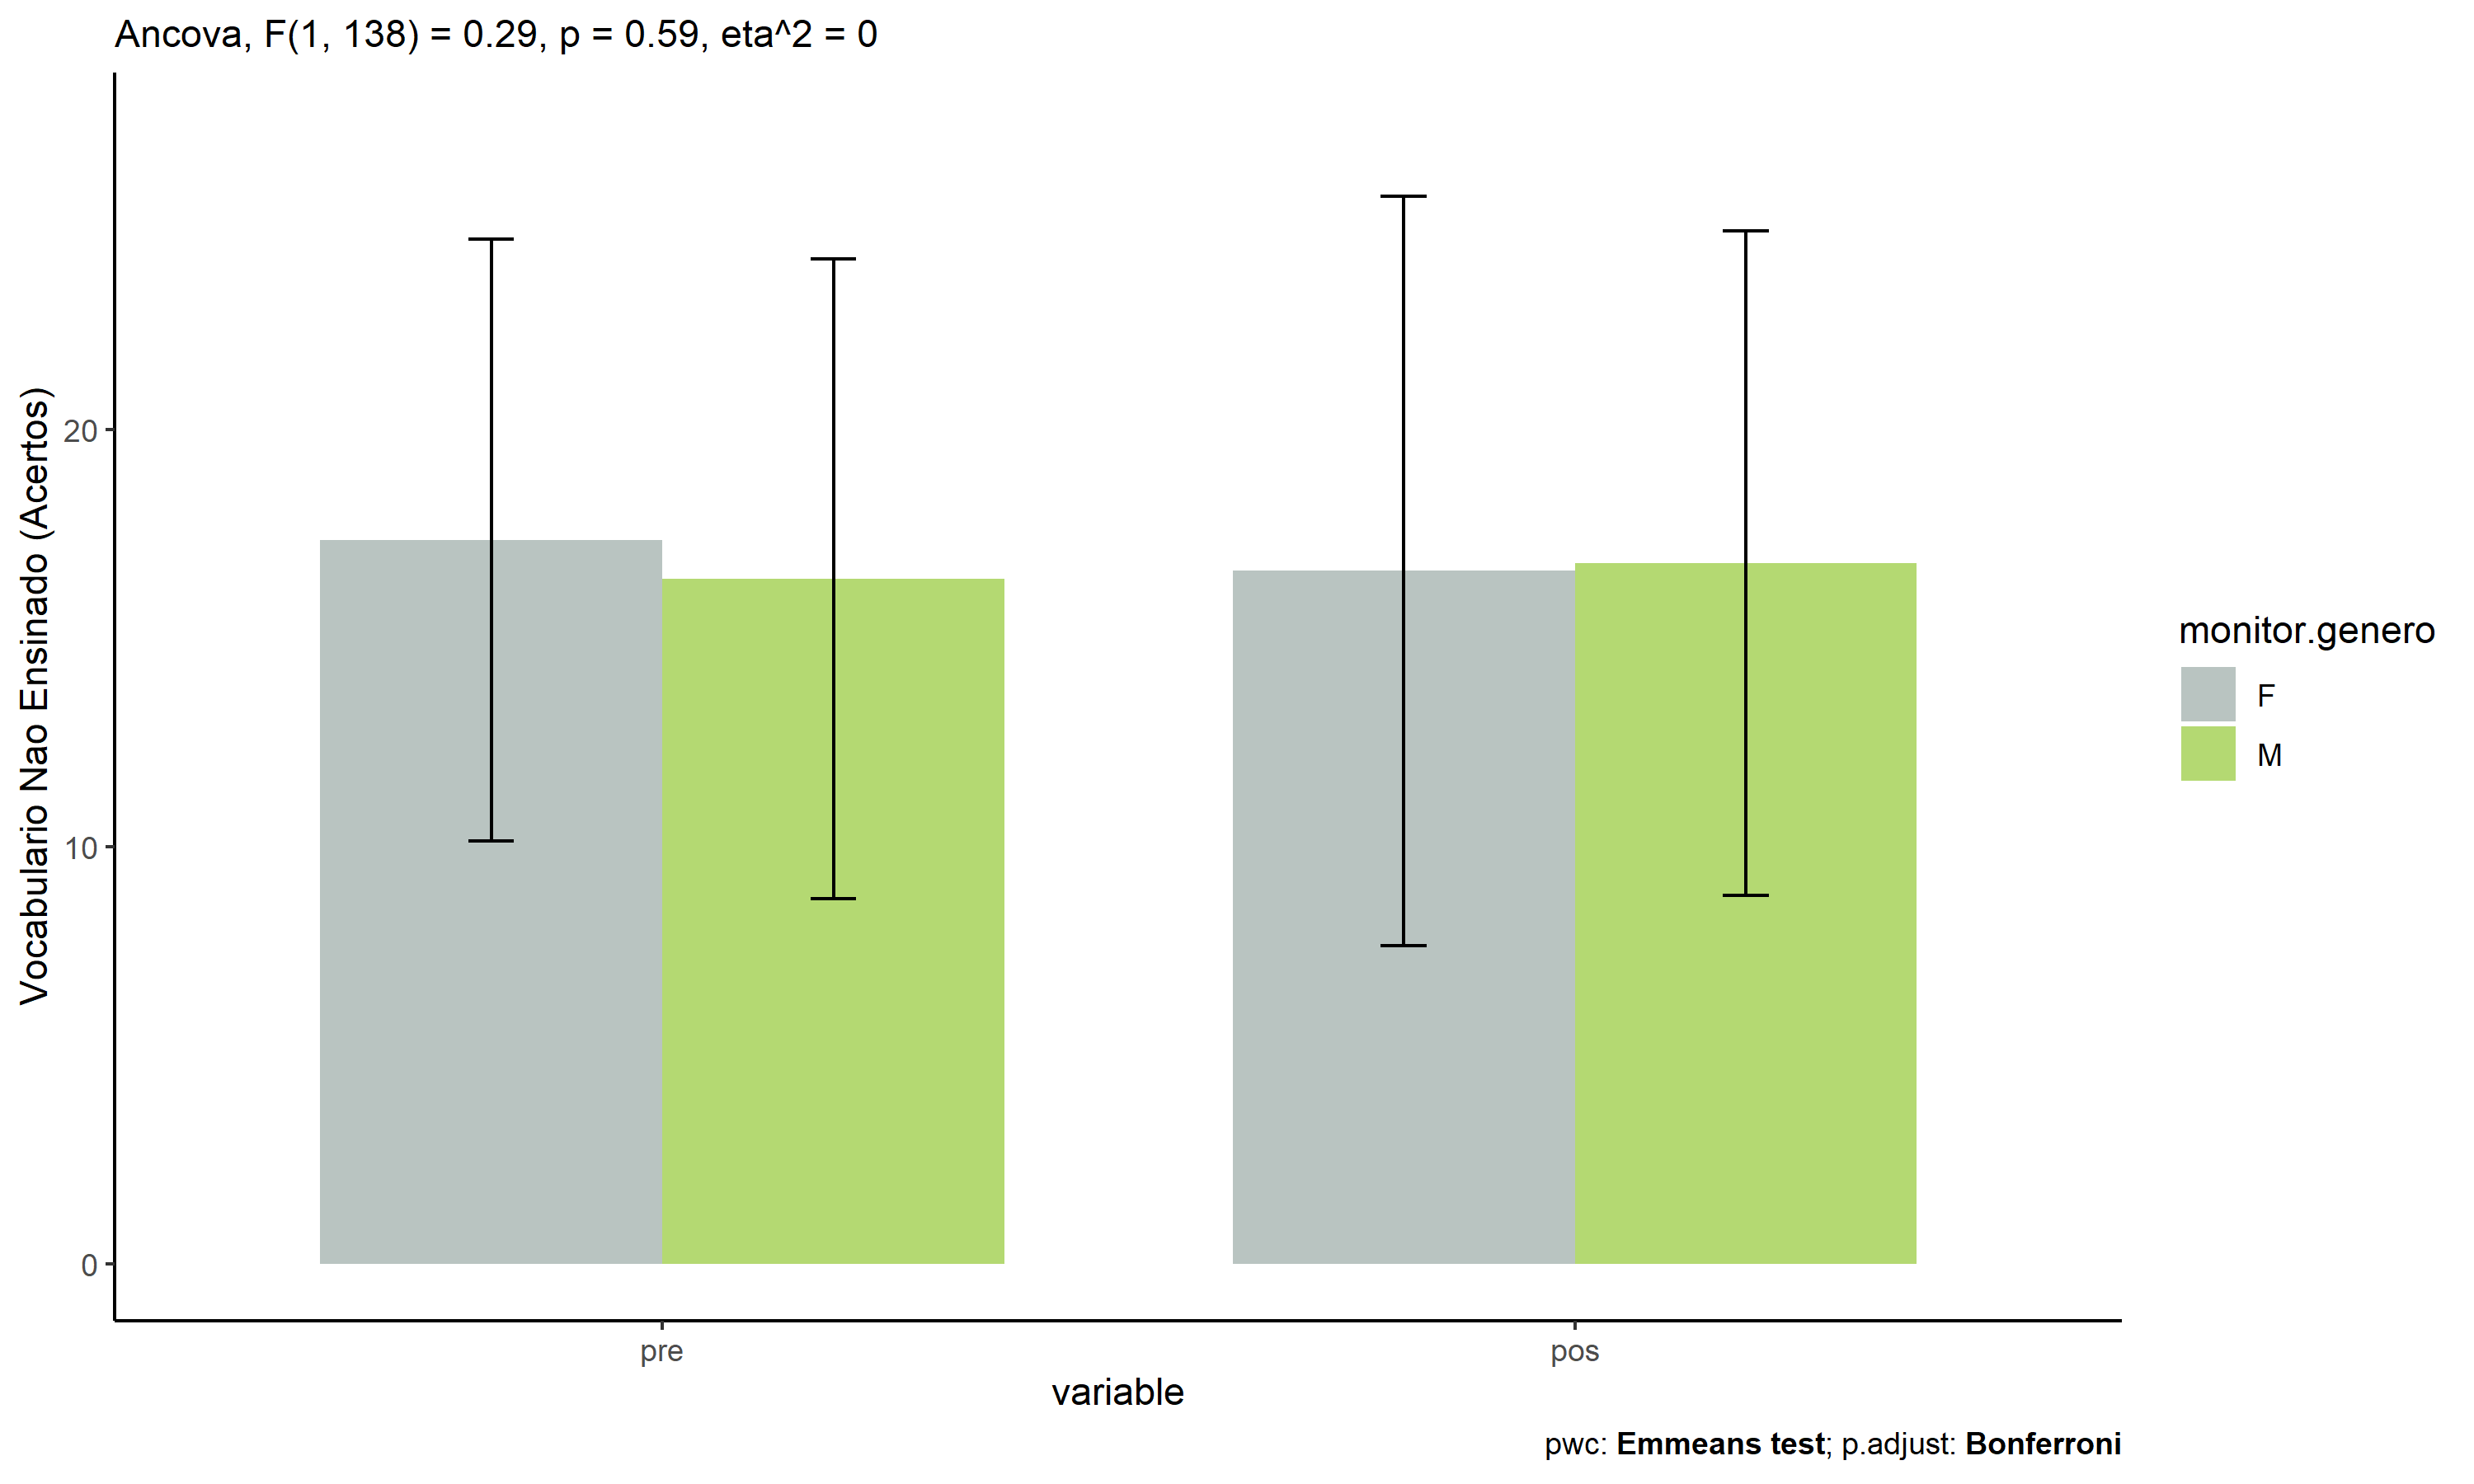 Ancova, F(1, 138) = 0.29, p = 0.59, eta^2 = 0
Vocabulario Nao Ensinado (Acertos)
20
10
0
pre
pos
variable
monitor.genero
F
M
pwc: Emmeans test; p.adjust: Bonferroni